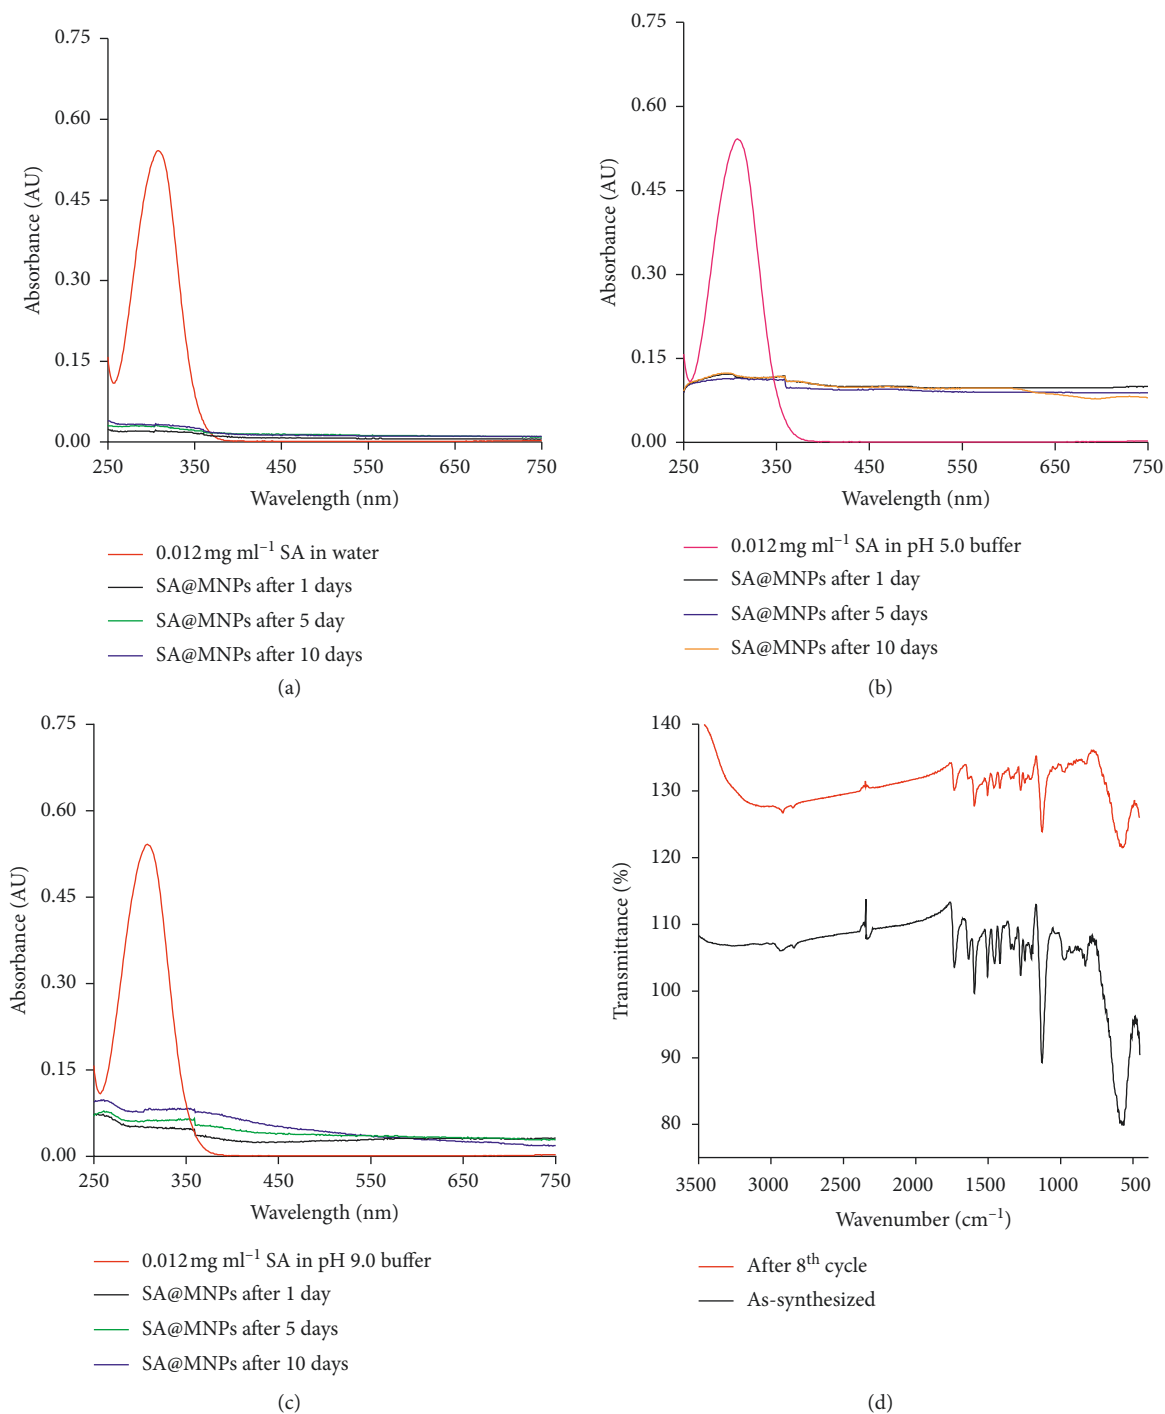 0.75
0.60
0.45
0.30
0.15
0.00
Absorbance (AU)
250 350 450 550 650 750
Wavelength (nm)
0.012 mg ml⁻¹ SA in water
SA@MNPs after 1 days
SA@MNPs after 5 day
SA@MNPs after 10 days
(a)
0.75
0.60
0.45
0.30
0.15
0.00
Absorbance (AU)
250 350 450 550 650 750
Wavelength (nm)
0.012 mg ml⁻¹ SA in pH 5.0 buffer
SA@MNPs after 1 day
SA@MNPs after 5 days
SA@MNPs after 10 days
(b)
0.75
0.60
0.45
0.30
0.15
0.00
Absorbance (AU)
250 350 450 550 650 750
Wavelength (nm)
0.012 mg ml⁻¹ SA in pH 9.0 buffer
SA@MNPs after 1 day
SA@MNPs after 5 days
SA@MNPs after 10 days
(c)
140
130
120
110
100
90
80
Transmittance (%)
3500 3000 2500 2000 1500 1000 500
Wavenumber (cm⁻¹)
After 8ᵗʰ cycle
As-synthesized
(d)